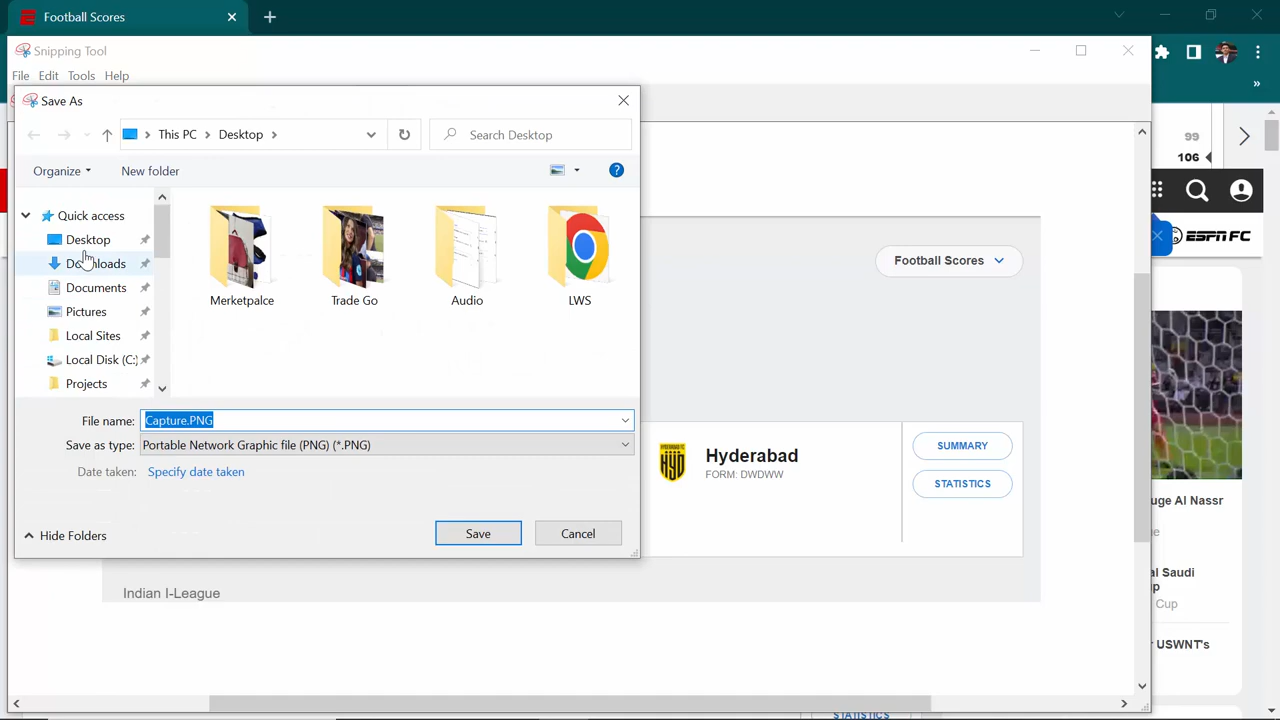 Football Scores
Snipping Tool
File Edit Tools Help
Save As
This PC Desktop
Search Desktop
Organize New folder
Quick access
Desktop
Downloads
Documents
Pictures
Local Sites
Local Disk (C:)
Projects
Merketpalce
Trade Go
Audio
LWS
File name: Capture.PNG
Save as type: Portable Network Graphic file (PNG) (*.PNG)
Date taken: Specify date taken
Hide Folders
Save
Cancel
99
106
ESPN FC
Football Scores
HYDERABAD FC
HYD
Hyderabad
FORM: DWDWW
SUMMARY
STATISTICS
Indian I-League
uge Al Nassr
e
al Saudi
p
Cup
USWNT's
STATISTICS